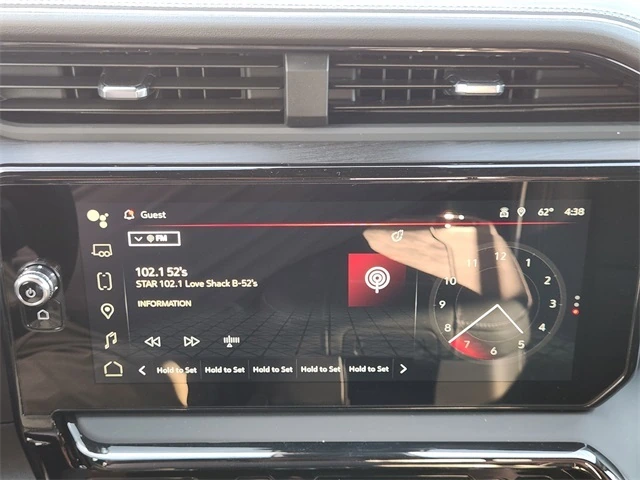 Guest 62° 4:38
FM
102.1 52's
STAR 102.1 Love Shack B-52's
INFORMATION
Hold to Set Hold to Set Hold to Set Hold to Set Hold to Set
11 12 1
10 2
9 3
8 4
7 6 5